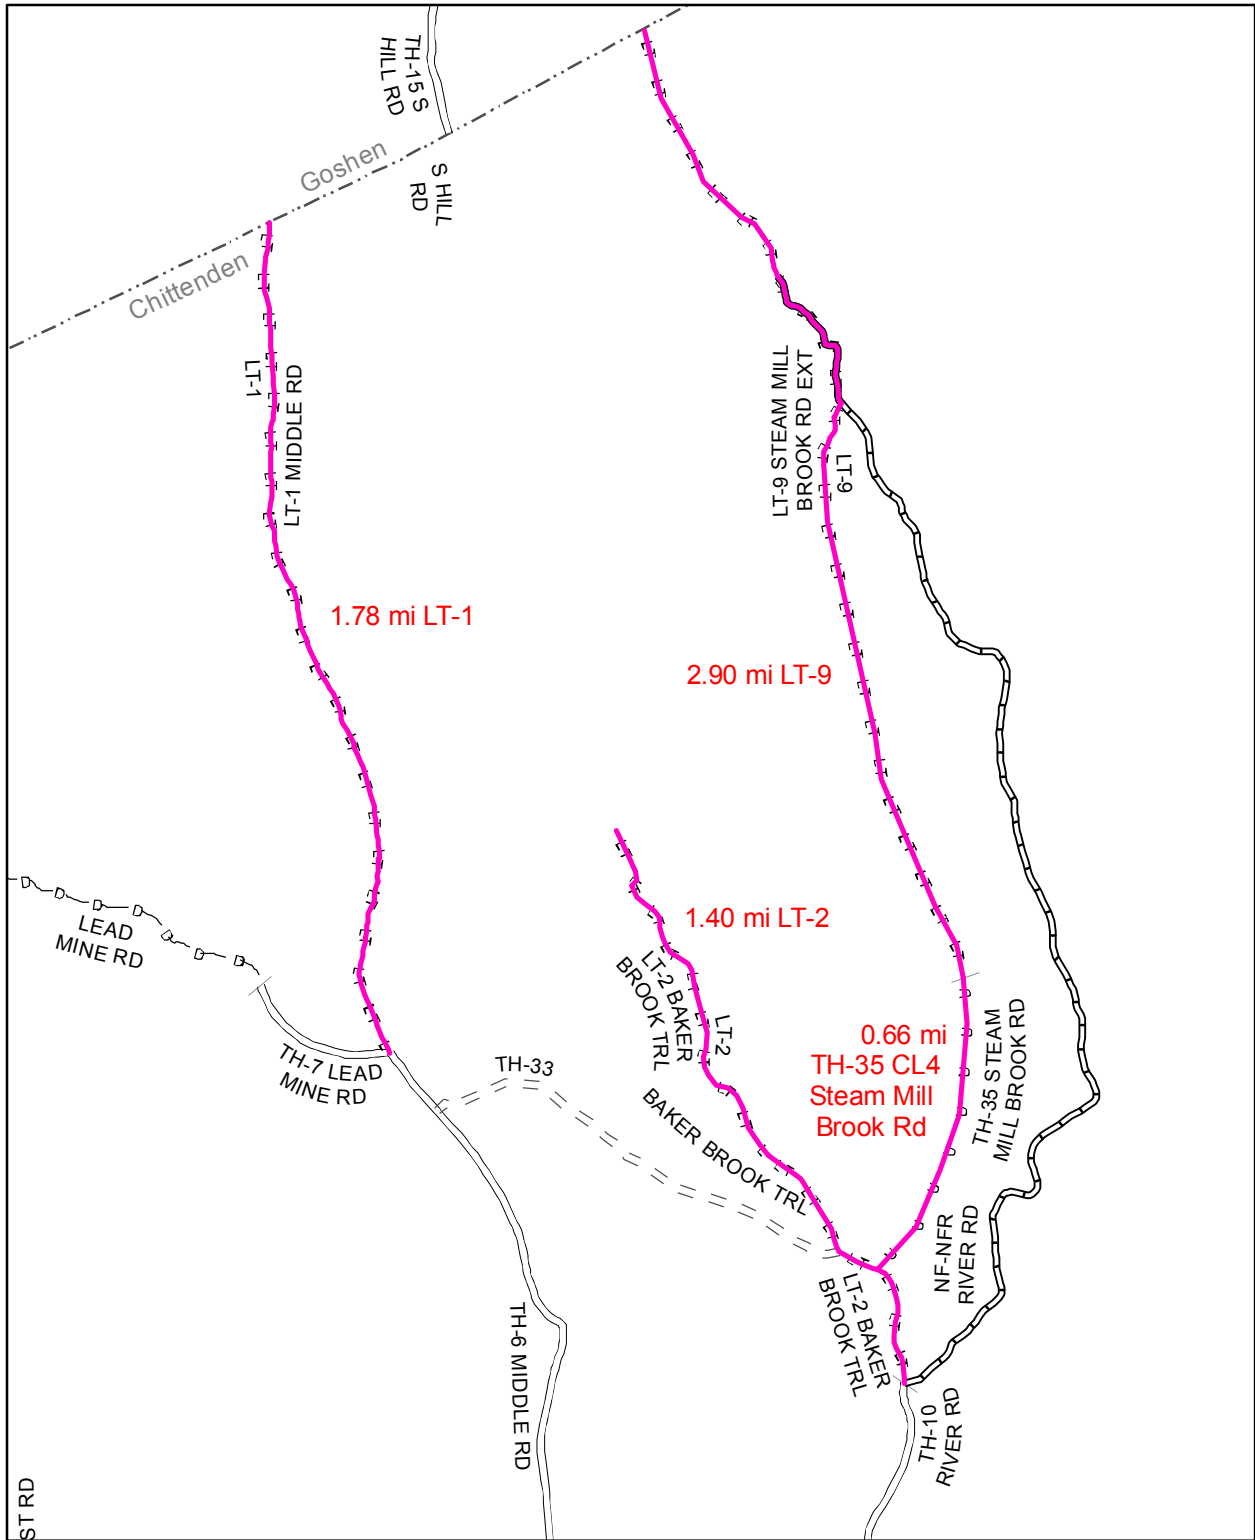 TH-15 S
HILL RD
Goshen
S HILL
RD
Chittenden
LT-1
LT-1 MIDDLE RD
LT-9 STEAM MILL
BROOK RD EXT
LT-9
1.78 mi LT-1
2.90 mi LT-9
1.40 mi LT-2
LEAD
MINE RD
LT-2 BAKER
BROOK TRL
LT-2
0.66 mi
TH-35 CL4
Steam Mill
Brook Rd
TH-35 STEAM
MILL BROOK RD
TH-7 LEAD
MINE RD
TH-33
BAKER BROOK TRL
NF-NFR
RIVER RD
LT-2 BAKER
BROOK TRL
TH-6 MIDDLE RD
TH-10
RIVER RD
ST RD